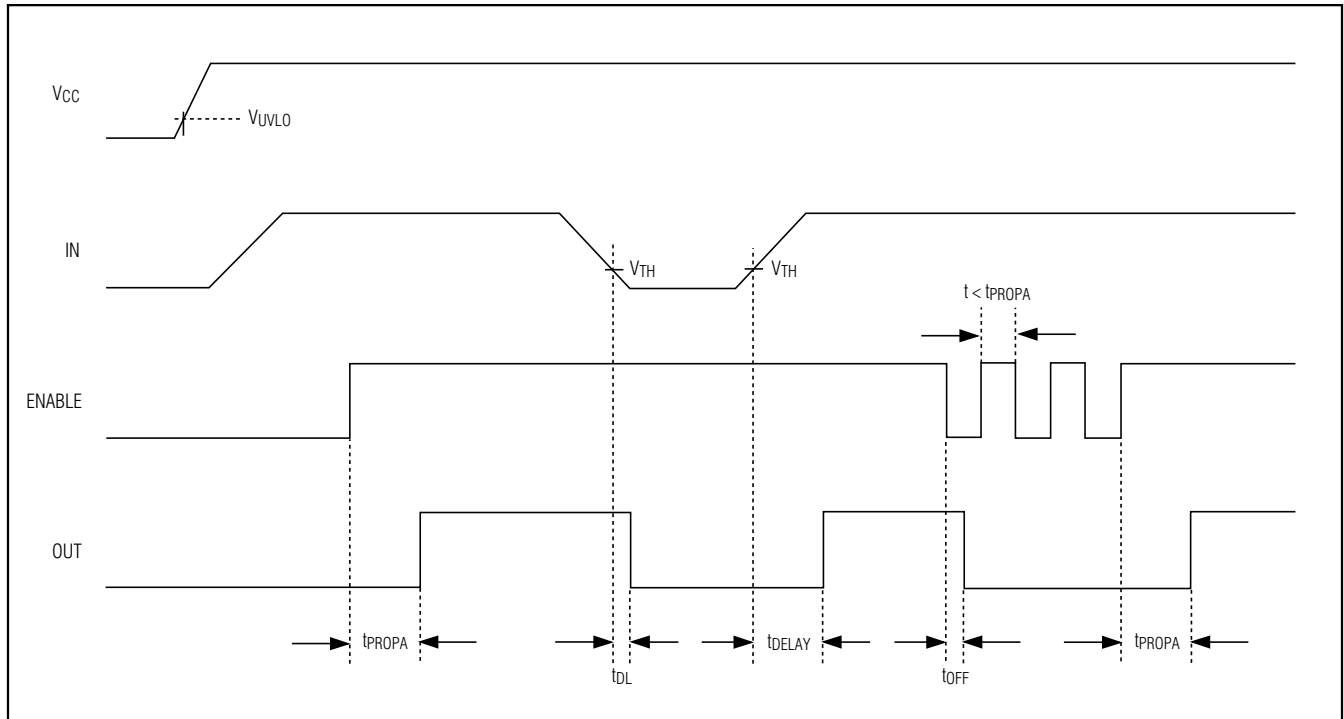 VCC
VUVLO
IN
VTH
VTH
t < tPROPA
ENABLE
OUT
tPROPA
tDL
tDELAY
tOFF
tPROPA